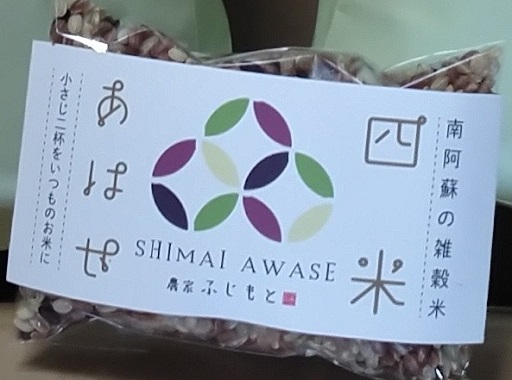 南阿蘇の雑穀米
四米
あはせ
小さじ二杯をいつものお米に
SHIMAI AWASE
農家ふじもと